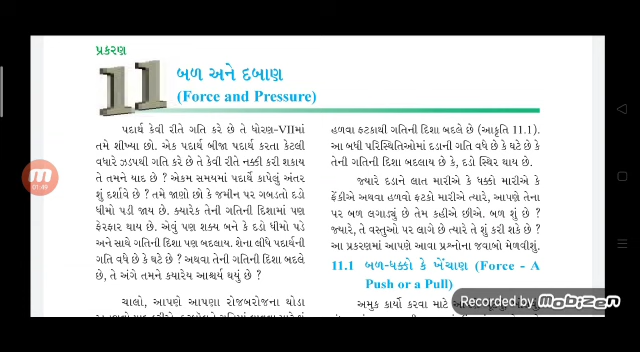 પ્રકરણ
11
બળ અને દબાણ
(Force and Pressure)
પદાર્થ કેવી રીતે ગતિ કરે છે તે ધોરણ-VIIમાં
તમે શીખ્યા છો. એક પદાર્થ બીજા પદાર્થ કરતા કેટલી
વધારે ઝડપથી ગતિ કરે છે તે કેવી રીતે નક્કી કરી શકાય
તે તમને યાદ છે ? એકમ સમયમાં પદાર્થે કાપેલું અંતર
શું દર્શાવે છે ? તમે જાણો છો કે જમીન પર ગબડતો દડો
ધીમો પડી જાય છે. ક્યારેક તેની ગતિની દિશામાં પણ
ફેરફાર થાય છે. એવું પણ શક્ય બને કે દડો ધીમો પડે
અને સાથે ગતિની દિશા પણ બદલાય. શેના લીધે પદાર્થની
ગતિ વધે છે કે ઘટે છે ? અથવા તેની ગતિની દિશા બદલે
છે, તે અંગે તમને ક્યારેય આશ્ચર્ય થયું છે ?
ચાલો, આપણે આપણા રોજબરોજના થોડા
હળવા ફટકાથી ગતિની દિશા બદલે છે (આકૃતિ 11.1).
આ બધી પરિસ્થિતિઓમાં દડાની ગતિ વધે છે કે ઘટે છે કે
તેની ગતિની દિશા બદલાય છે કે, દડો સ્થિર થાય છે.
જ્યારે દડાને લાત મારીએ કે ધક્કો મારીએ કે
ફેંકીએ અથવા હળવો ફટકો મારીએ ત્યારે, આપણે તેના
પર બળ લગાડ્યું છે તેમ કહીએ છીએ. બળ શું છે ?
જ્યારે, તે વસ્તુઓ પર લાગે છે ત્યારે તે શું કરી શકે છે ?
આ પ્રકરણમાં આપણે આવા પ્રશ્નોના જવાબો મેળવીશું.
11.1 બળ-ધક્કો કે ખેંચાણ (Force - A
Push or a Pull)
અમુક કાર્યો કરવા માટે
01:49
Recorded by Mobizen